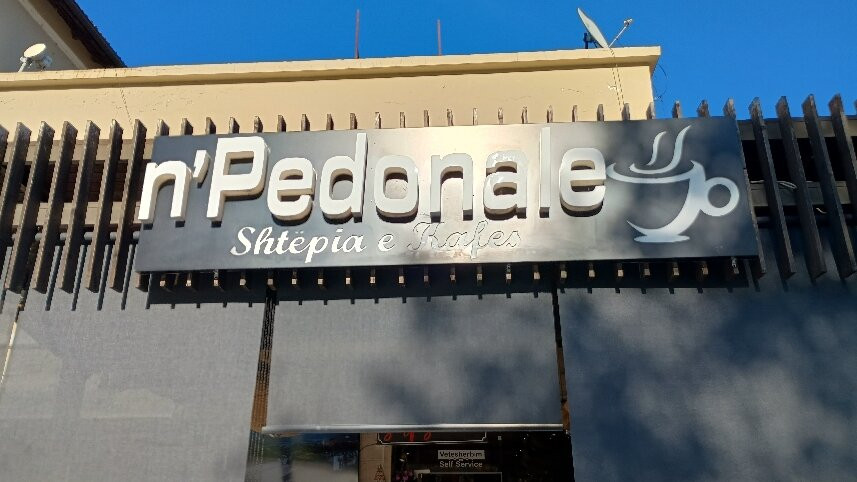 n'Pedonale
Shtëpia e Kafes
Vetesherbim
Self Service